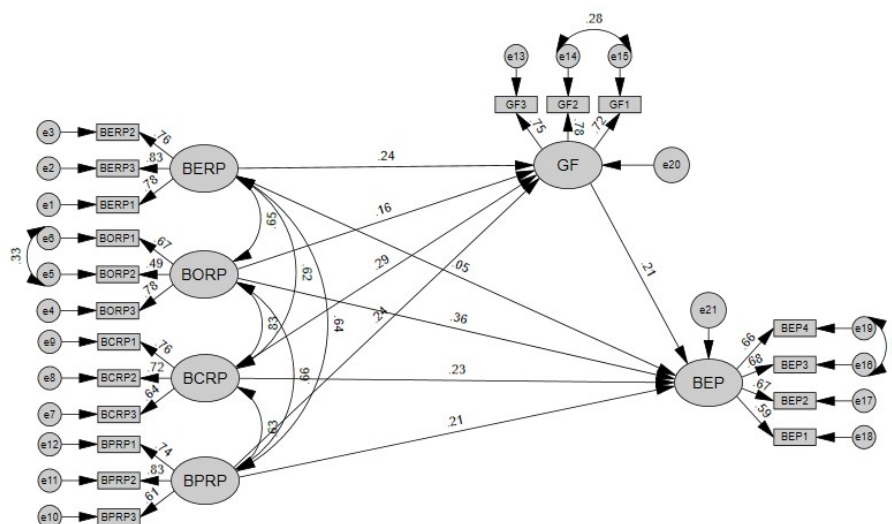 .28
e13
e14
e15
GF3
GF2
GF1
.75
.78
.72
GF
e20
e3
BERP2
.76
e2
BERP3
.83
e1
BERP1
.78
BERP
.24
.65
.16
e6
BORP1
.67
.33
e5
BORP2
.49
e4
BORP3
.78
BORP
.62
.29
.05
.21
.64
.24
.36
.83
e21
e9
BCRP1
.76
e8
BCRP2
.72
e7
BCRP3
.64
BCRP
.66
.23
BEP
BEP4
e19
.66
BEP3
e16
.68
BEP2
e17
.67
BEP1
e18
.59
.63
.21
e12
BPRP1
.74
e11
BPRP2
.83
e10
BPRP3
.61
BPRP